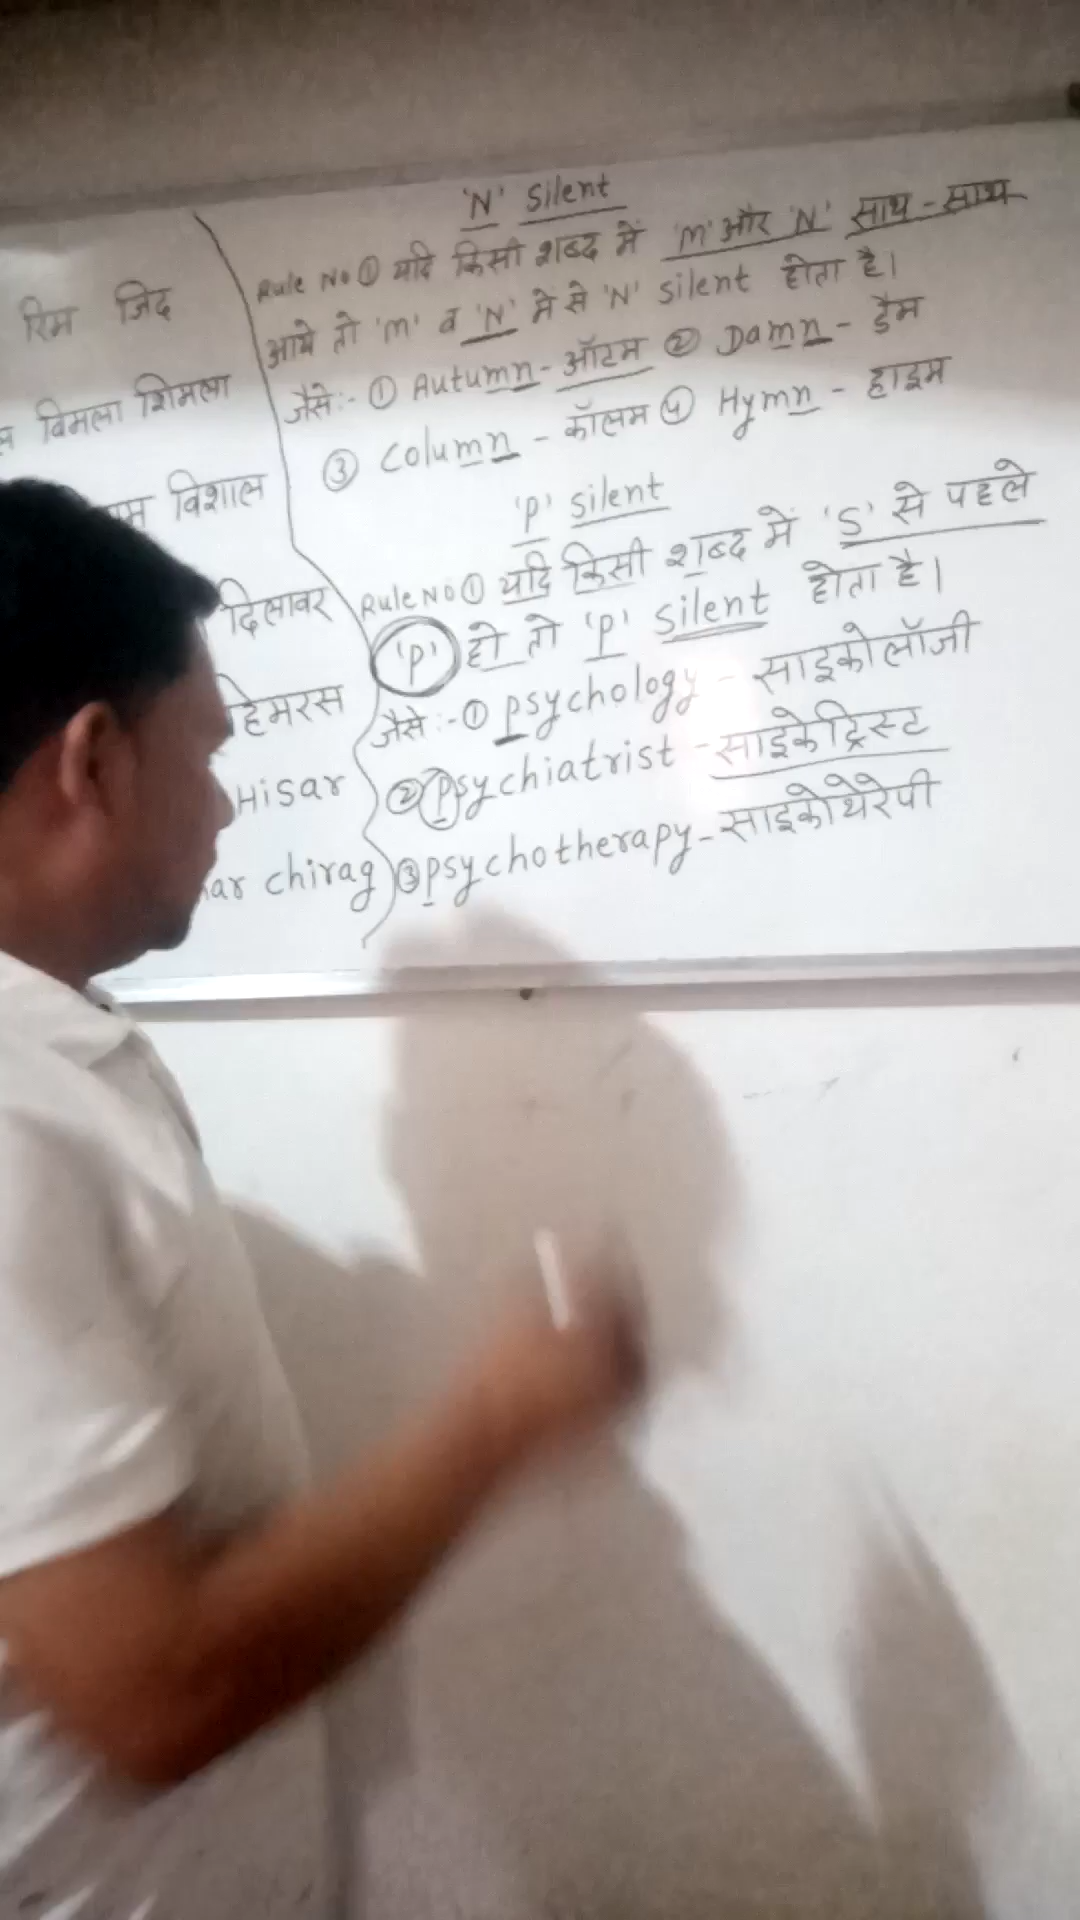 रिम जिद
विमला शिमला
विशाल
दिलावर
हेमरस
Hisar
ar chirag
'N' Silent
Rule No ① यदि किसी शब्द में 'M' और 'N' साथ-साथ
आये तो 'm' व 'N' मे से 'N' silent होता है।
जैसे:- ① Autumn - ऑटम ② Damn - डैम
③ Column - कॉलम ④ Hymn - हाइम
'P' silent
Rule No ① यदि किसी शब्द में 'S' से पहले
'P' हो तो 'P' silent होता है।
जैसे:- ① psychology - साइकोलॉजी
② psychiatrist - साइकेट्रिस्ट
③ psychotherapy - साइकोथेरेपी